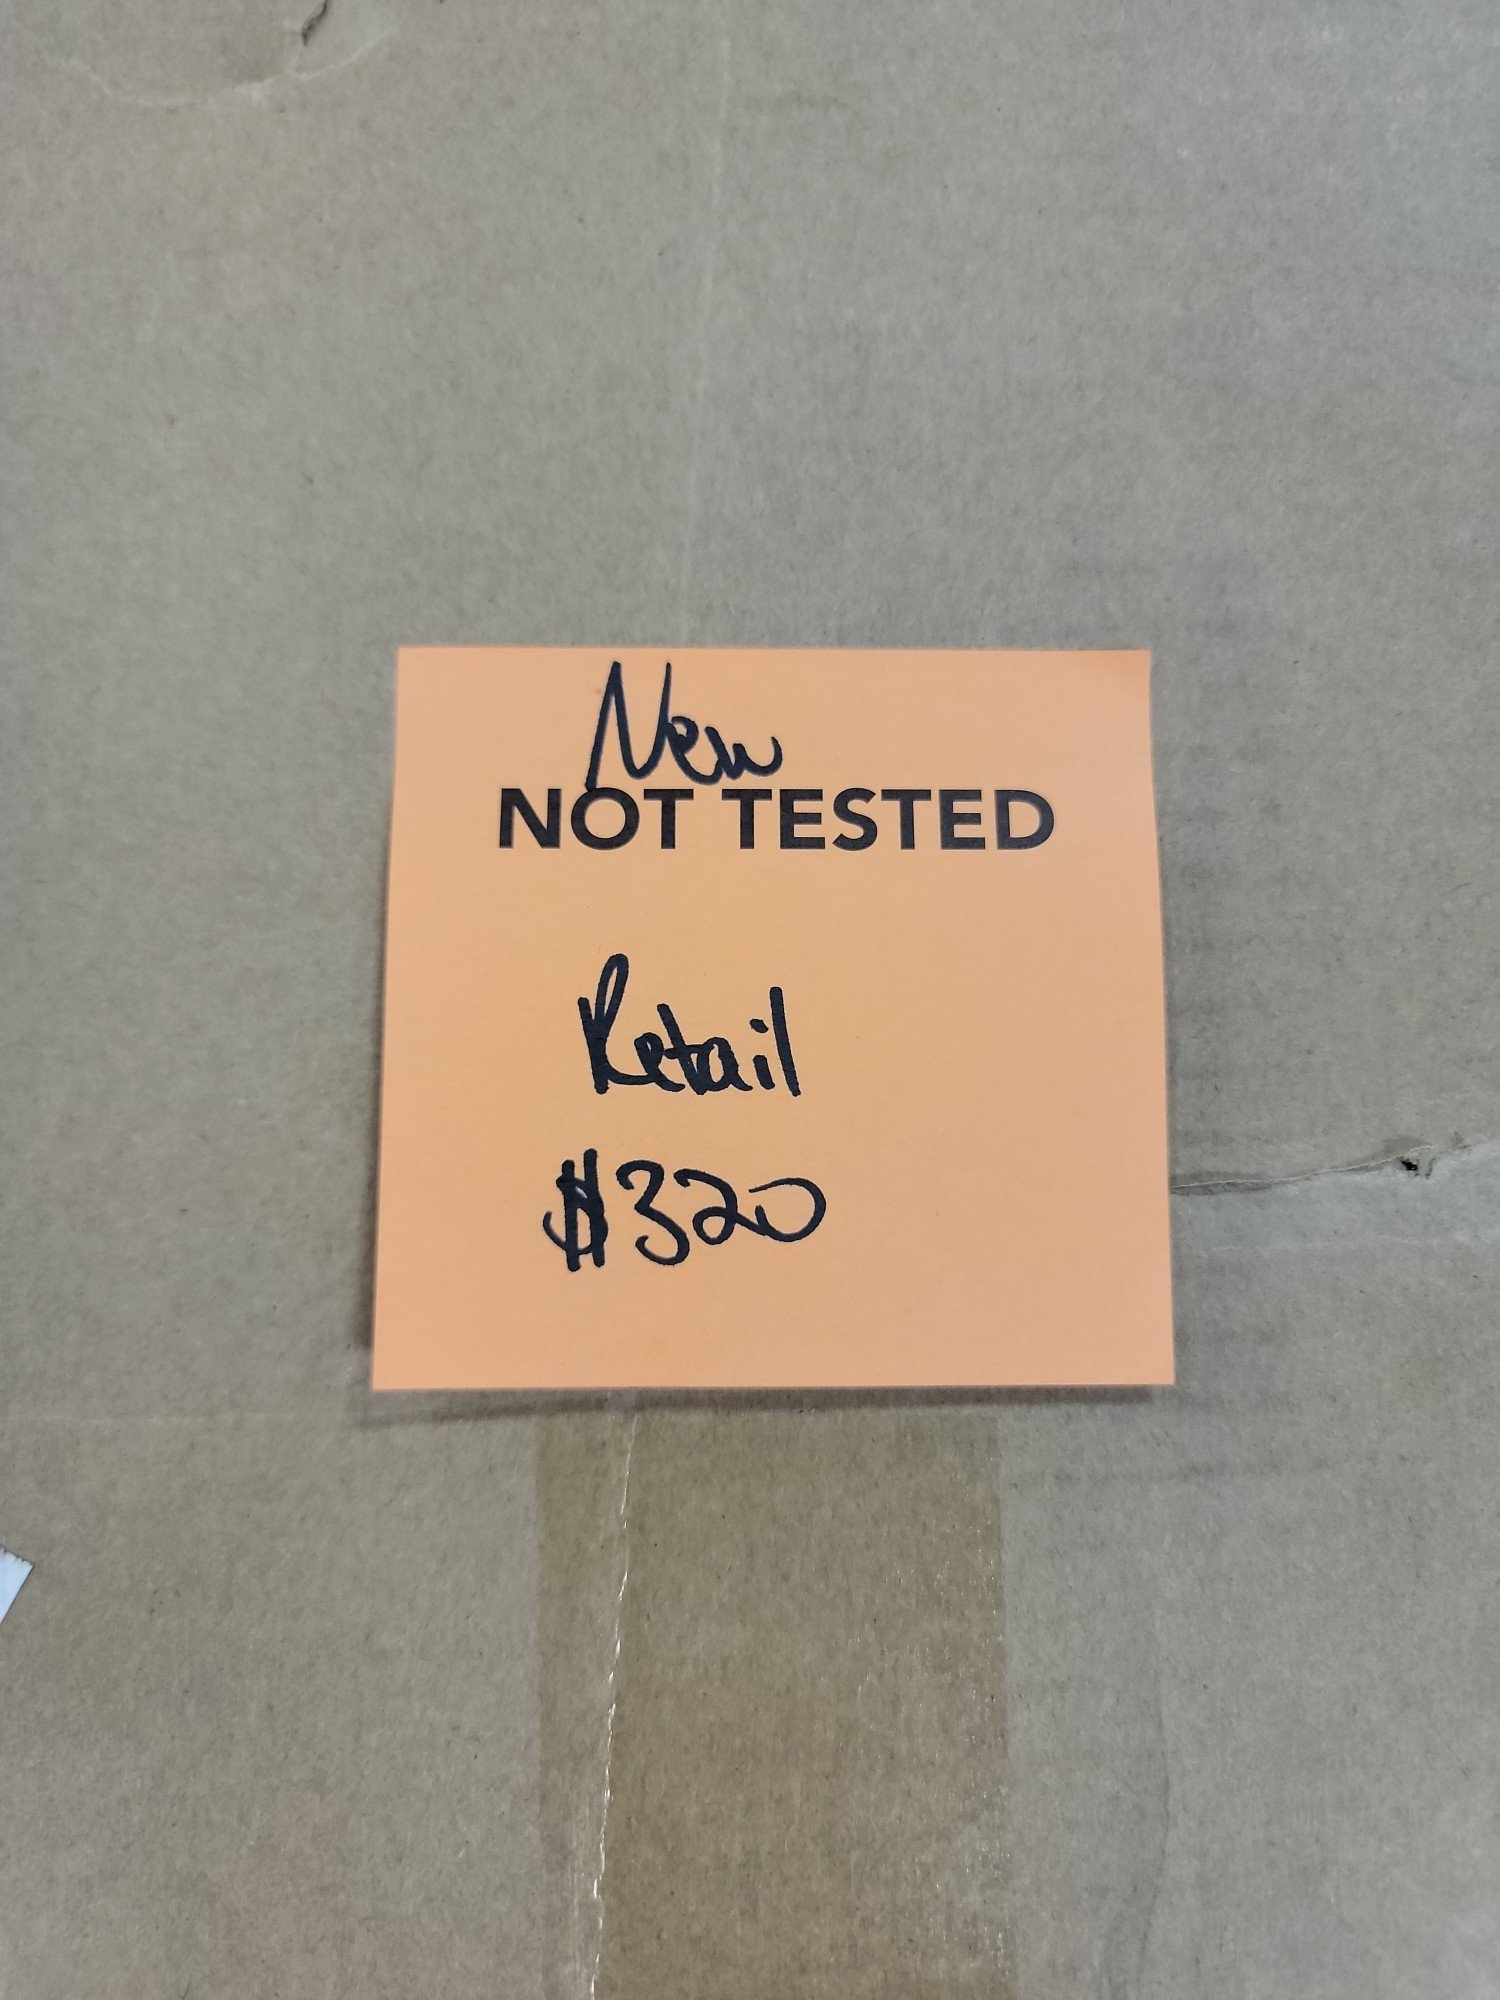 New
NOT TESTED
Retail
$320